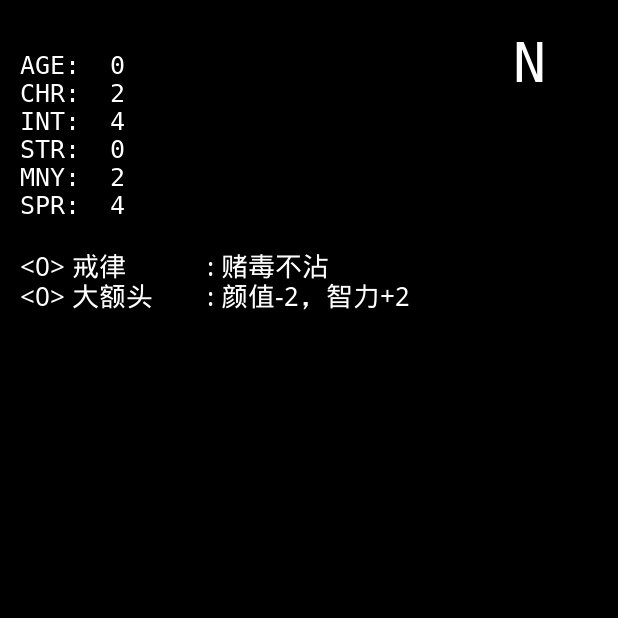 N
AGE: 0
CHR: 2
INT: 4
STR: 0
MNY: 2
SPR: 4
<O> 戒律 : 赌毒不沾
<O> 大额头 : 颜值-2，智力+2